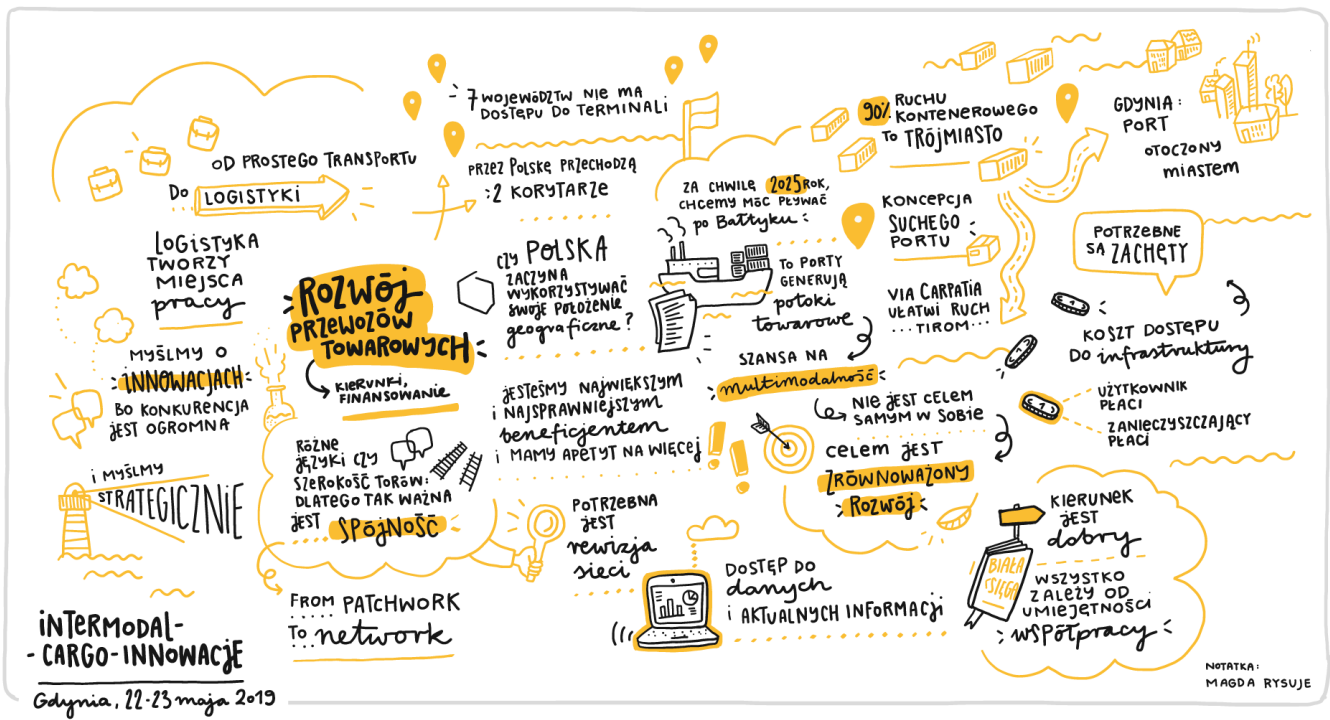 OD PROSTEGO TRANSPORTU
DO LOGISTYKI
LOGISTYKA
TWORZY
MIEJSCA
pracy
MYŚLMY O
INNOWACJACH
BO KONKURENCJA
JEST OGROMNA
I MYŚLMY
STRATEGICZNIE
INTERMODAL-
-CARGO-INNOWACJE
Gdynia, 22-23 maja 2019
ROZWÓJ
PRZEWOZÓW
TOWAROWYCH
KIERUNKI,
FINANSOWANIE
RÓŻNE
JĘZYKI CZY
SZEROKOŚĆ TORÓW:
DLATEGO TAK WAŻNA
JEST SPÓJNOŚĆ
FROM PATCHWORK
TO network
7 WOJEWÓDZTW NIE MA
DOSTĘPU DO TERMINALI
PRZEZ POLSKĘ PRZECHODZĄ
2 KORYTARZE
CZY POLSKA
ZACZYNA
WYKORZYSTYWAĆ
SWOJE POŁOŻENIE
geograficzne?
JESTEŚMY NAJWIĘKSZYM
I NAJSPRAWNIEJSZYM
beneficjentem
I MAMY APETYT NA WIĘCEJ
POTRZEBNA
JEST
rewizja
sieci
ZA CHWILĘ 2025 ROK,
CHCEMY MÓC PŁYWAĆ
po Bałtyku
TO PORTY
GENERUJĄ
potoki
towarowe
SZANSA NA
multimodalność
NIE JEST CELEM
SAMYM W SOBIE
CELEM JEST
ZRÓWNOWAŻONY
ROZWÓJ
DOSTĘP DO
danych
I AKTUALNYCH INFORMACJI
90% RUCHU
KONTENEROWEGO
TO TRÓJMIASTO
KONCEPCJA
SUCHEGO
PORTU
VIA CARPATIA
UŁATWI RUCH
TIROM
GDYNIA:
PORT
OTOCZONY
MIASTEM
POTRZEBNE
SĄ ZACHĘTY
KOSZT DOSTĘPU
DO infrastruktury
1
UŻYTKOWNIK
PŁACI
ZANIECZYSZCZAJĄCY
PŁACI
KIERUNEK
JEST
dobry
BIAŁA
KSIĘGA
WSZYSTKO
ZALEŻY OD
UMIEJĘTNOŚCI
WSPÓŁPRACY
NOTATKA:
MAGDA RYSUJE